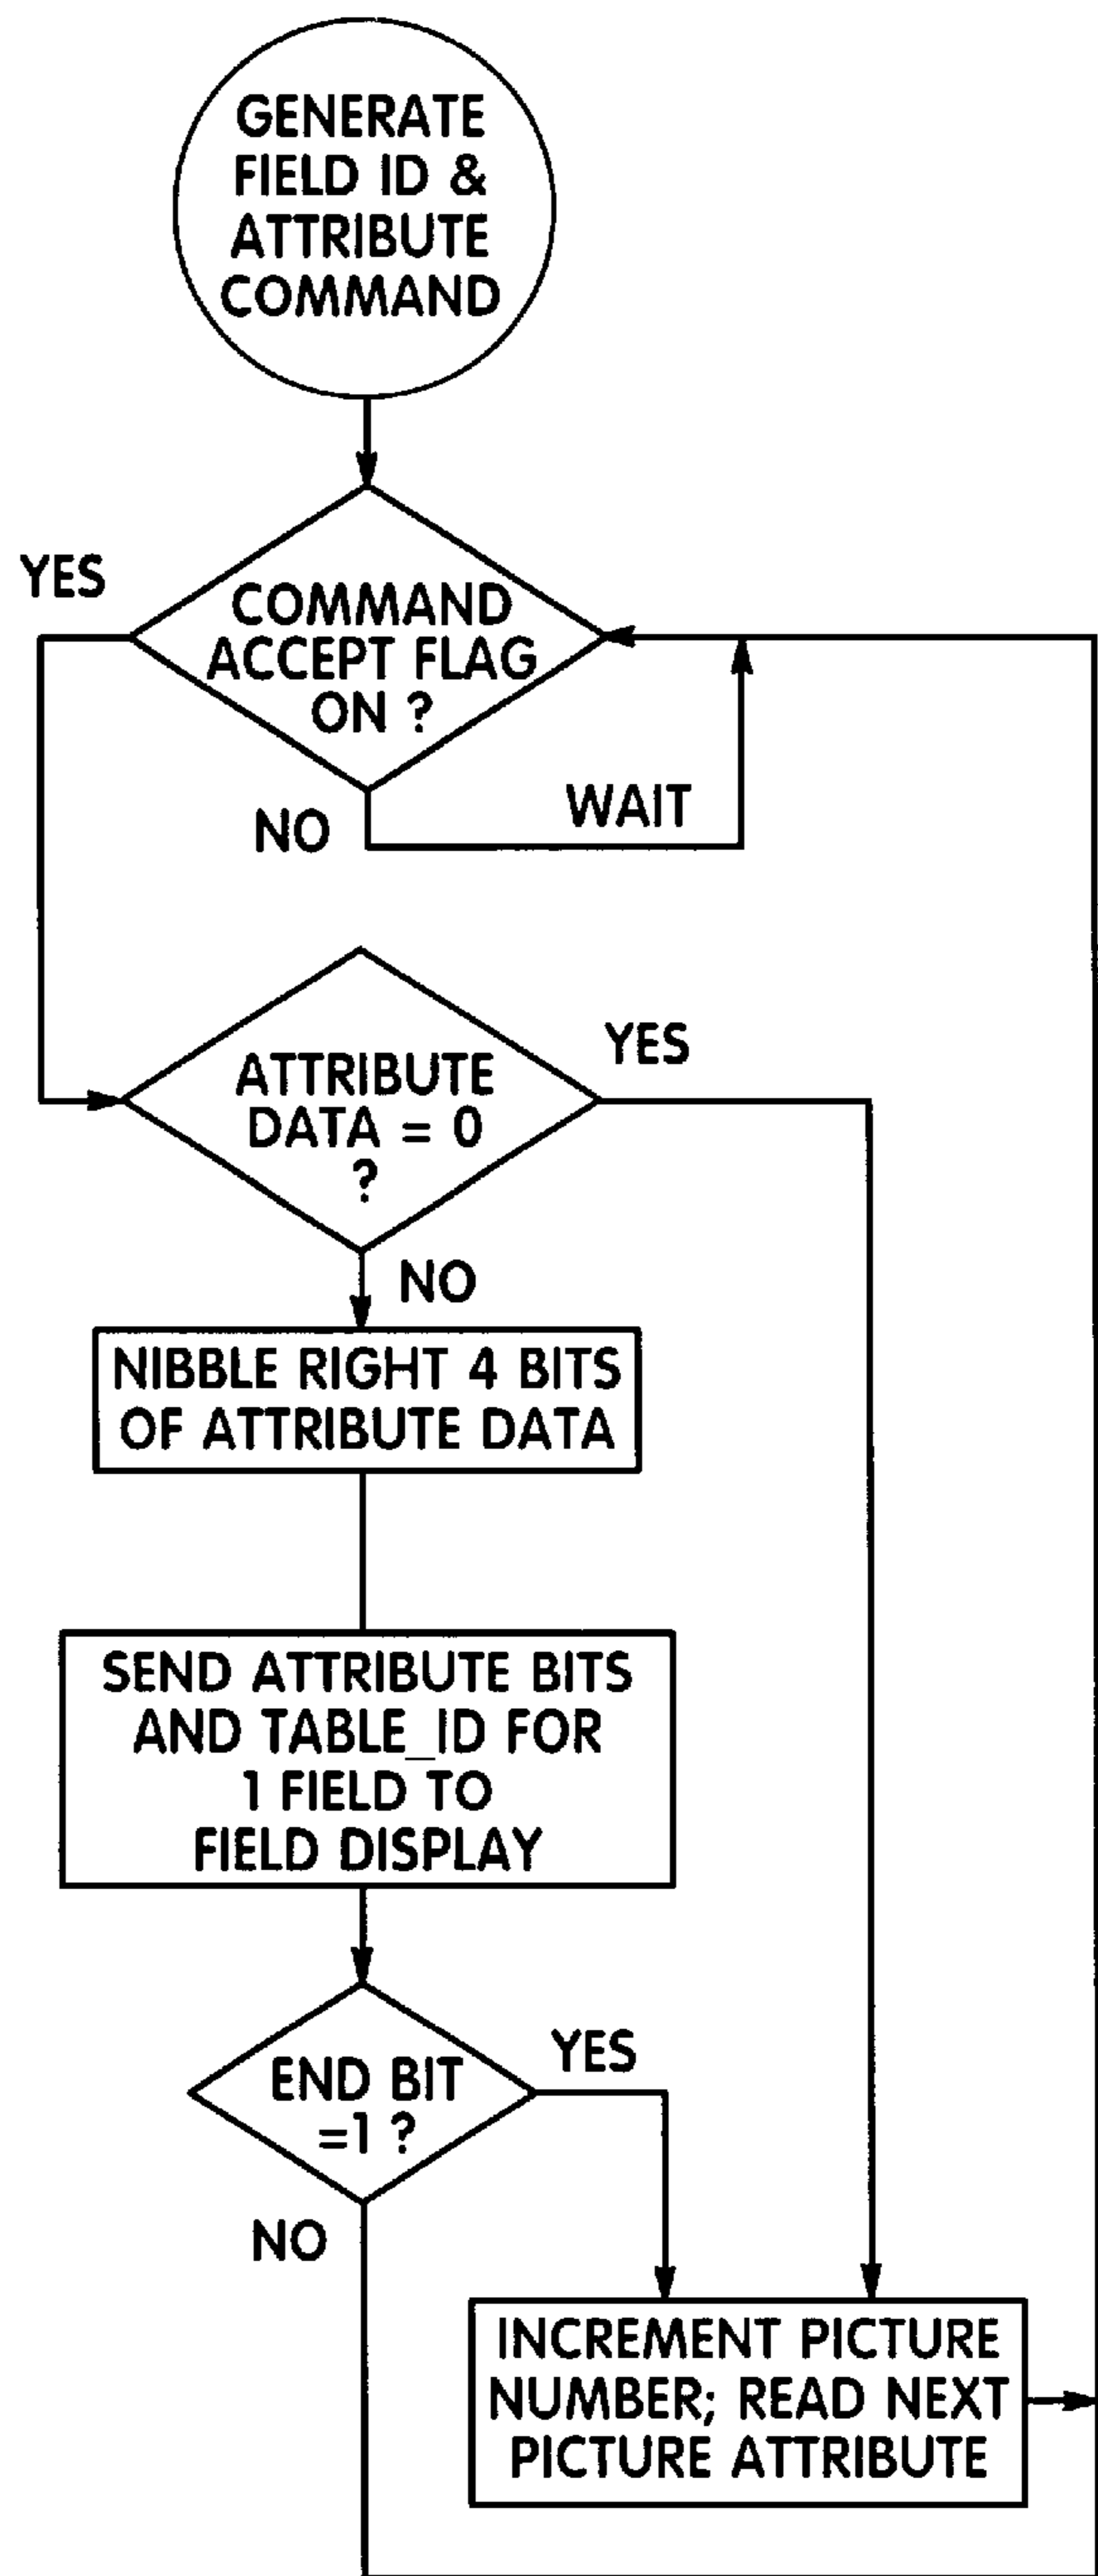 GENERATE
FIELD ID &
ATTRIBUTE
COMMAND
YES
COMMAND
ACCEPT FLAG
ON ?
NO
WAIT
ATTRIBUTE
DATA = 0
?
YES
NO
NIBBLE RIGHT 4 BITS
OF ATTRIBUTE DATA
SEND ATTRIBUTE BITS
AND TABLE_ID FOR
1 FIELD TO
FIELD DISPLAY
END BIT
=1 ?
YES
NO
INCREMENT PICTURE
NUMBER; READ NEXT
PICTURE ATTRIBUTE